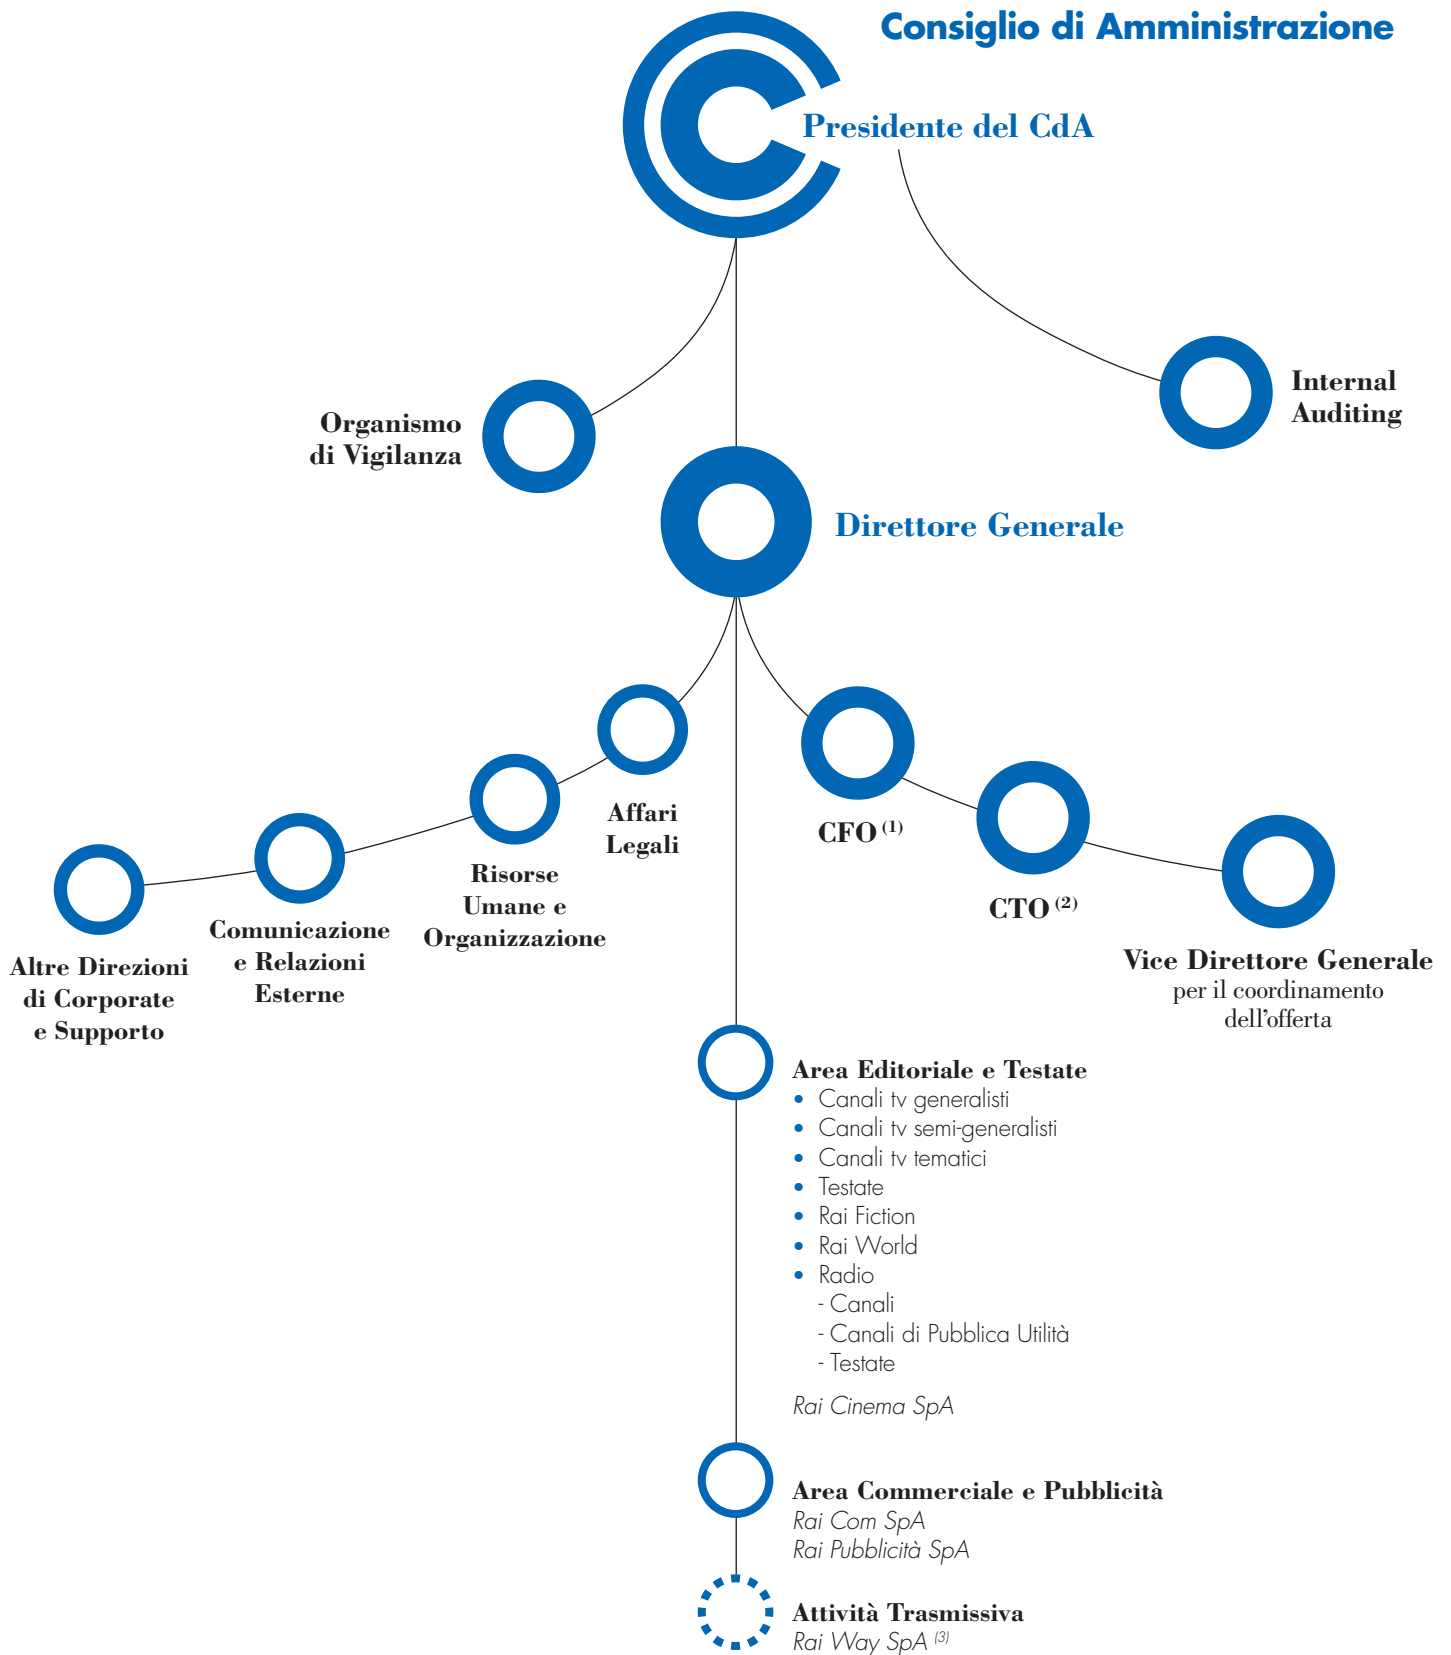 Consiglio di Amministrazione
Presidente del CdA
Internal
Auditing
Organismo
di Vigilanza
Direttore Generale
Affari
Legali
Risorse
Umane e
Organizzazione
Comunicazione
e Relazioni
Esterne
Altre Direzioni
di Corporate
e Supporto
CFO (1)
CTO (2)
Vice Direttore Generale
per il coordinamento
dell'offerta
Area Editoriale e Testate
• Canali tv generalisti
• Canali tv semi-generalisti
• Canali tv tematici
• Testate
• Rai Fiction
• Rai World
• Radio
- Canali
- Canali di Pubblica Utilità
- Testate
Rai Cinema SpA
Area Commerciale e Pubblicità
Rai Com SpA
Rai Pubblicità SpA
Attività Trasmissiva
Rai Way SpA (3)